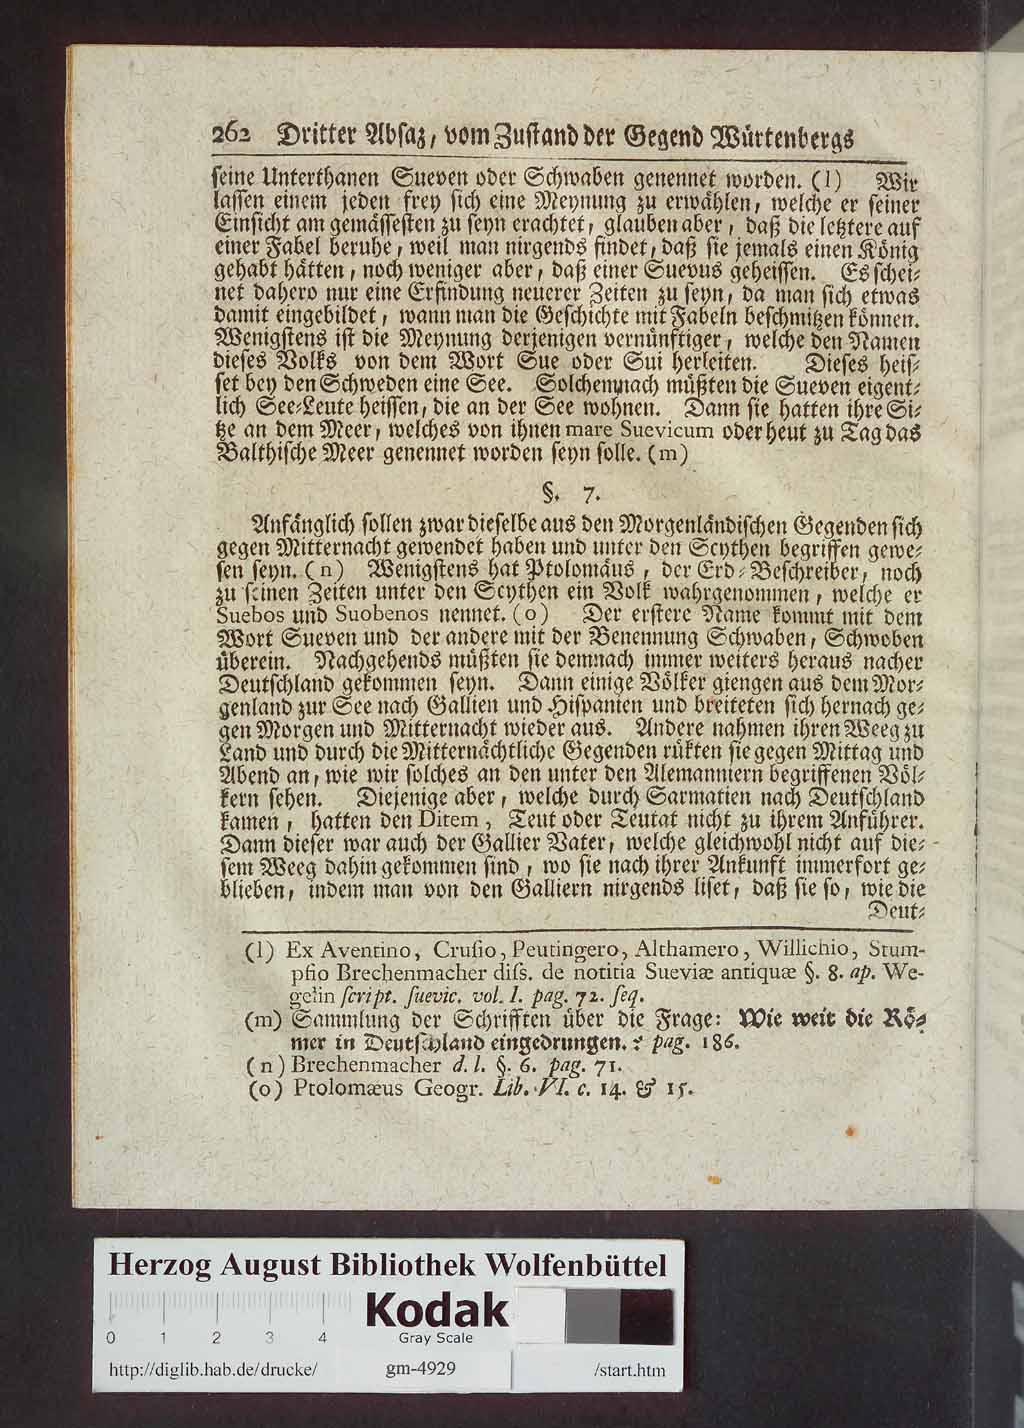 262 Dritter Absaz, vom Zustand der Gegend Würtenbergs
seine Unterthanen Sueven oder Schwaben genennet worden. (l) Wir
lassen einem jeden frey sich eine Meynung zu erwählen, welche er seiner
Einsicht am gemässesten zu seyn erachtet, glauben aber, daß die letztere auf
einer Fabel beruhe, weil man nirgends findet, daß sie jemals einen König
gehabt hätten, noch weniger aber, daß einer Suevus geheissen. Es schei⸗
net dahero nur eine Erfindung neuerer Zeiten zu seyn, da man sich etwas
damit eingebildet, wann man die Geschichte mit Fabeln beschmitzen können.
Wenigstens ist die Meynung derjenigen vernünftiger, welche den Namen
dieses Volks von dem Wort Sue oder Sui herleiten. Dieses heis⸗
set bey den Schweden eine See. Solchemnach müßten die Sueven eigent⸗
lich See⸗Leute heissen, die an der See wohnen. Dann sie hatten ihre Si⸗
tze an dem Meer, welches von ihnen mare Suevicum oder heut zu Tag das
Balthische Meer genennet worden seyn solle. (m)
§. 7.
Anfänglich sollen zwar dieselbe aus den Morgenländischen Gegenden sich
gegen Mitternacht gewendet haben und unter den Scythen begriffen gewe⸗
sen seyn. (n) Wenigstens hat Ptolomäus, der Erd⸗Beschreiber, noch
zu seinen Zeiten unter den Scythen ein Volk wahrgenommen, welche er
Suebos und Suobenos nennet. (o) Der erstere Name kommt mit dem
Wort Sueven und der andere mit der Benennung Schwaben, Schwoben
überein. Nachgehends müßten sie demnach immer weiters heraus nacher
Deutschland gekommen seyn. Dann einige Völker giengen aus dem Mor⸗
genland zur See nach Gallien und Hispanien und breiteten sich hernach ge⸗
gen Morgen und Mitternacht wieder aus. Andere nahmen ihren Weeg zu
Land und durch die Mitternächtliche Gegenden rükten sie gegen Mittag und
Abend an, wie wir solches an den unter den Alemanniern begriffenen Völ⸗
kern sehen. Diejenige aber, welche durch Sarmatien nach Deutschland
kamen, hatten den Ditem, Teut oder Teutat nicht zu ihrem Anführer.
Dann dieser war auch der Gallier Vater, welche gleichwohl nicht auf die⸗
sem Weeg dahin gekommen sind, wo sie nach ihrer Ankunft immerfort ge⸗
blieben, indem man von den Galliern nirgends liset, daß sie so, wie die
Deut⸗
(l) Ex Aventino, Crusio, Peutingero, Althamero, Willichio, Stum-
pfio Brechenmacher diss. de notitia Sueviæ antiquæ §. 8. ap. We-
gelin script. suevic. vol. I. pag. 72. seq.
(m) Sammlung der Schrifften über die Frage: Wie weit die Rö⸗
mer in Deutschland eingedrungen. ? pag. 186.
(n) Brechenmacher d. l. §. 6. pag. 71.
(o) Ptolomæus Geogr. Lib. VI. c. 14. & 15.
Herzog August Bibliothek Wolfenbüttel
Kodak
Gray Scale
0 1 2 3 4
http://diglib.hab.de/drucke/ gm-4929 /start.htm